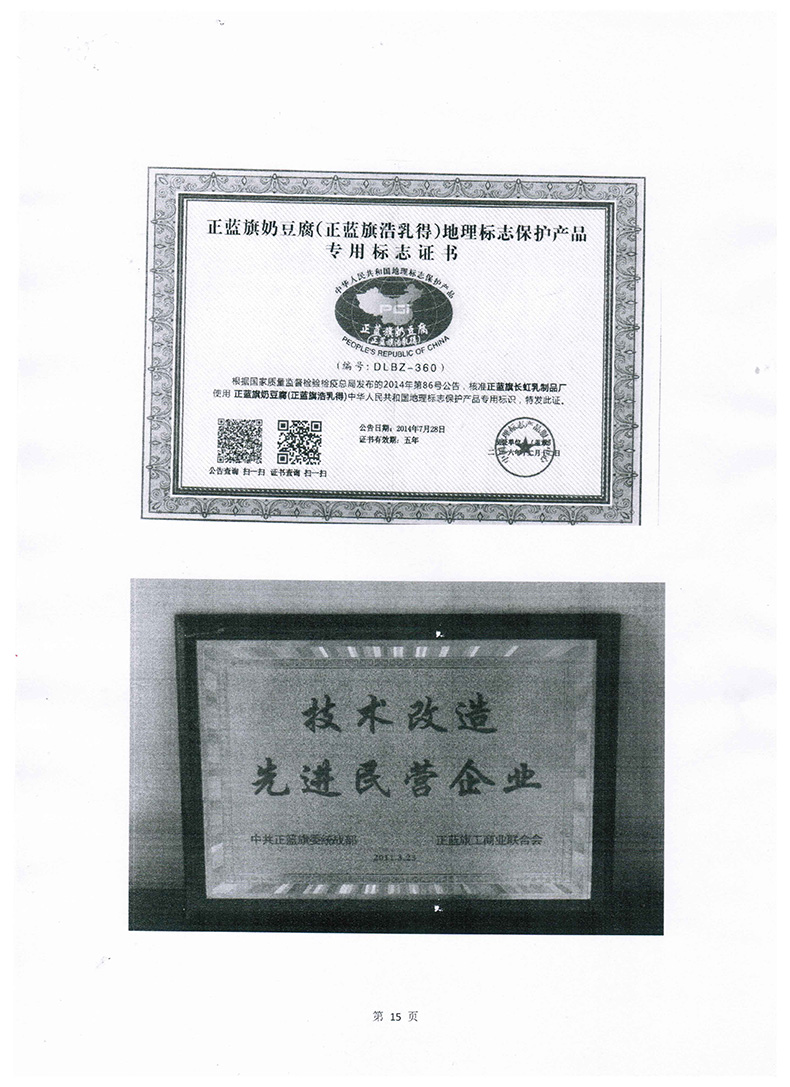 正蓝旗奶豆腐(正蓝旗浩乳得)地理标志保护产品
专用标志证书
中华人民共和国地理标志保护产品
PGI
正蓝旗奶豆腐
(正蓝旗浩乳得)
PEOPLE'S REPUBLIC OF CHINA
(编号:DLBZ-360)
根据国家质量监督检验检疫总局发布的2014年第86号公告,核准正蓝旗长虹乳制品厂
使用 正蓝旗奶豆腐(正蓝旗浩乳得)中华人民共和国地理标志保护产品专用标识,特发此证。
公告日期:2014年7月28日
证书有效期:五年
公告查询 扫一扫 证书查询 扫一扫
技术改造
先进民营企业
中共正蓝旗委统战部 正蓝旗工商业联合会
2011.3.23
第 15 页